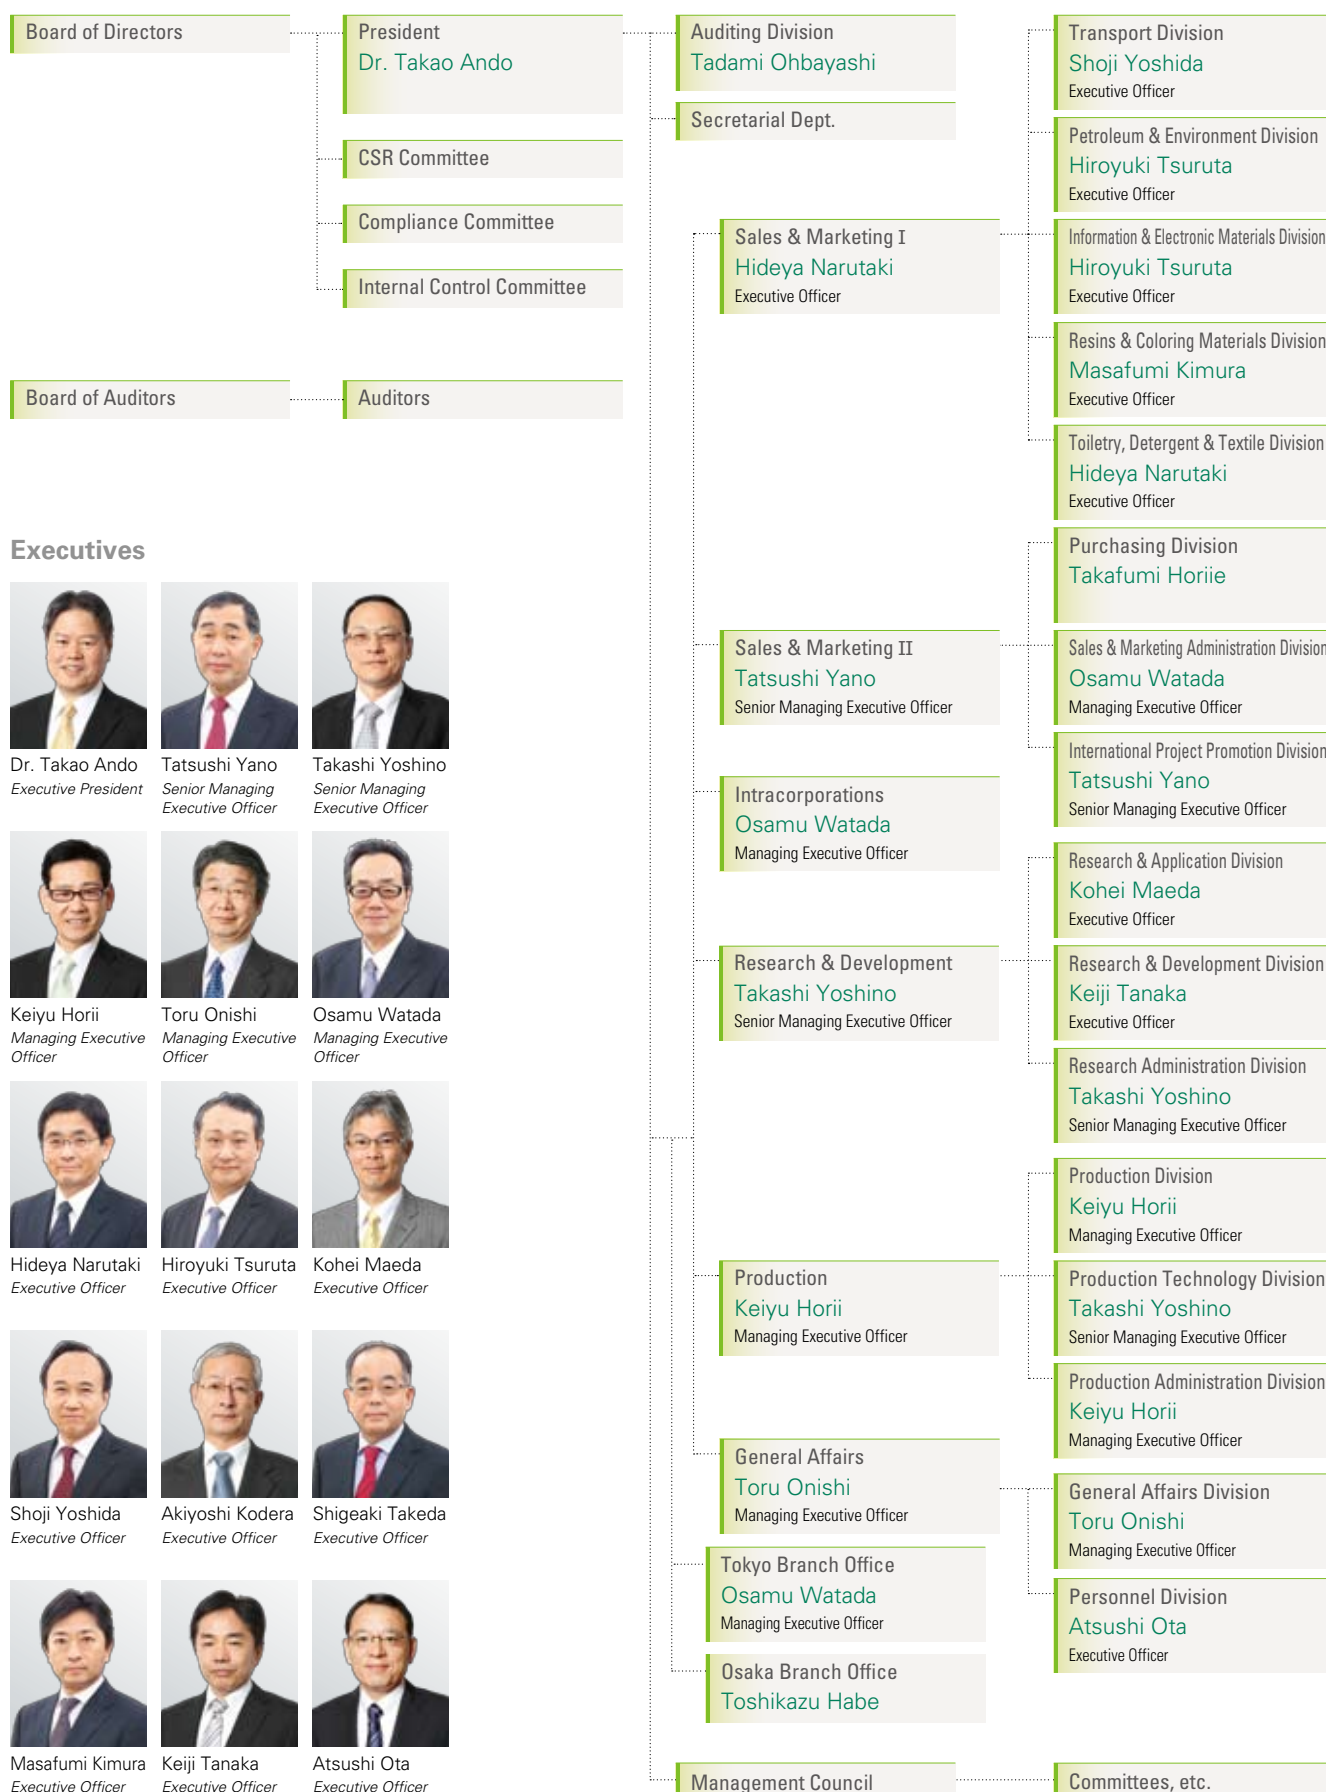 Board of Directors
President
Dr. Takao Ando
CSR Committee
Compliance Committee
Internal Control Committee
Board of Auditors
Auditors
Executives
Dr. Takao Ando
Executive President
Tatsushi Yano
Senior Managing
Executive Officer
Takashi Yoshino
Senior Managing
Executive Officer
Keiyu Horii
Managing Executive
Officer
Toru Onishi
Managing Executive
Officer
Osamu Watada
Managing Executive
Officer
Hideya Narutaki
Executive Officer
Hiroyuki Tsuruta
Executive Officer
Kohei Maeda
Executive Officer
Shoji Yoshida
Executive Officer
Akiyoshi Kodera
Executive Officer
Shigeaki Takeda
Executive Officer
Masafumi Kimura
Executive Officer
Keiji Tanaka
Executive Officer
Atsushi Ota
Executive Officer
Auditing Division
Tadami Ohbayashi
Secretarial Dept.
Sales & Marketing I
Hideya Narutaki
Executive Officer
Sales & Marketing II
Tatsushi Yano
Senior Managing Executive Officer
Intracorporations
Osamu Watada
Managing Executive Officer
Research & Development
Takashi Yoshino
Senior Managing Executive Officer
Production
Keiyu Horii
Managing Executive Officer
General Affairs
Toru Onishi
Managing Executive Officer
Tokyo Branch Office
Osamu Watada
Managing Executive Officer
Osaka Branch Office
Toshikazu Habe
Management Council
Transport Division
Shoji Yoshida
Executive Officer
Petroleum & Environment Division
Hiroyuki Tsuruta
Executive Officer
Information & Electronic Materials Division
Hiroyuki Tsuruta
Executive Officer
Resins & Coloring Materials Division
Masafumi Kimura
Executive Officer
Toiletry, Detergent & Textile Division
Hideya Narutaki
Executive Officer
Purchasing Division
Takafumi Horiie
Sales & Marketing Administration Division
Osamu Watada
Managing Executive Officer
International Project Promotion Division
Tatsushi Yano
Senior Managing Executive Officer
Research & Application Division
Kohei Maeda
Executive Officer
Research & Development Division
Keiji Tanaka
Executive Officer
Research Administration Division
Takashi Yoshino
Senior Managing Executive Officer
Production Division
Keiyu Horii
Managing Executive Officer
Production Technology Division
Takashi Yoshino
Senior Managing Executive Officer
Production Administration Division
Keiyu Horii
Managing Executive Officer
General Affairs Division
Toru Onishi
Managing Executive Officer
Personnel Division
Atsushi Ota
Executive Officer
Committees, etc.